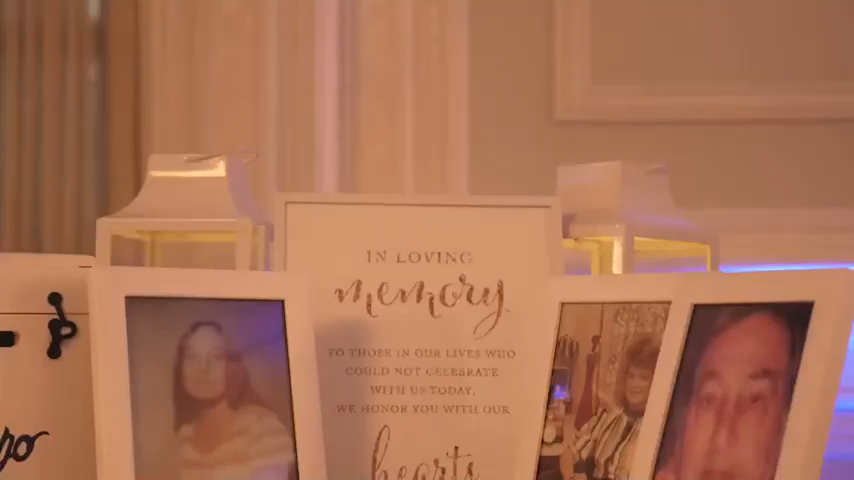 IN LOVING
memory
TO THOSE IN OUR LIVES WHO
COULD NOT CELEBRATE
WITH US TODAY,
WE HONOR YOU WITH OUR
hearts